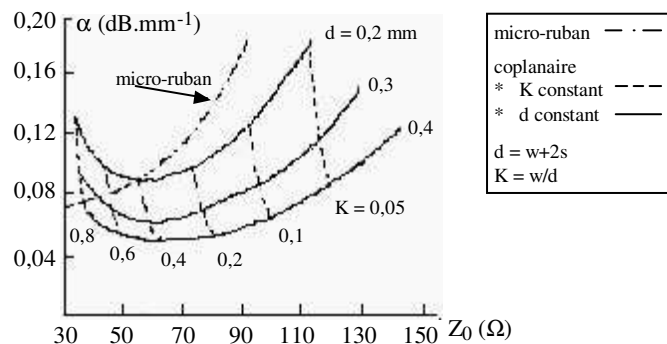 0,20
α (dB.mm-1)
0,16
0,12
0,08
0,04
micro-ruban
d = 0,2 mm
0,3
0,4
K = 0,05
0,1
0,2
0,4
0,6
0,8
30
50
70
90
110
130
150
Z0 (Ω)
micro-ruban
coplanaire
* K constant
* d constant
d = w+2s
K = w/d